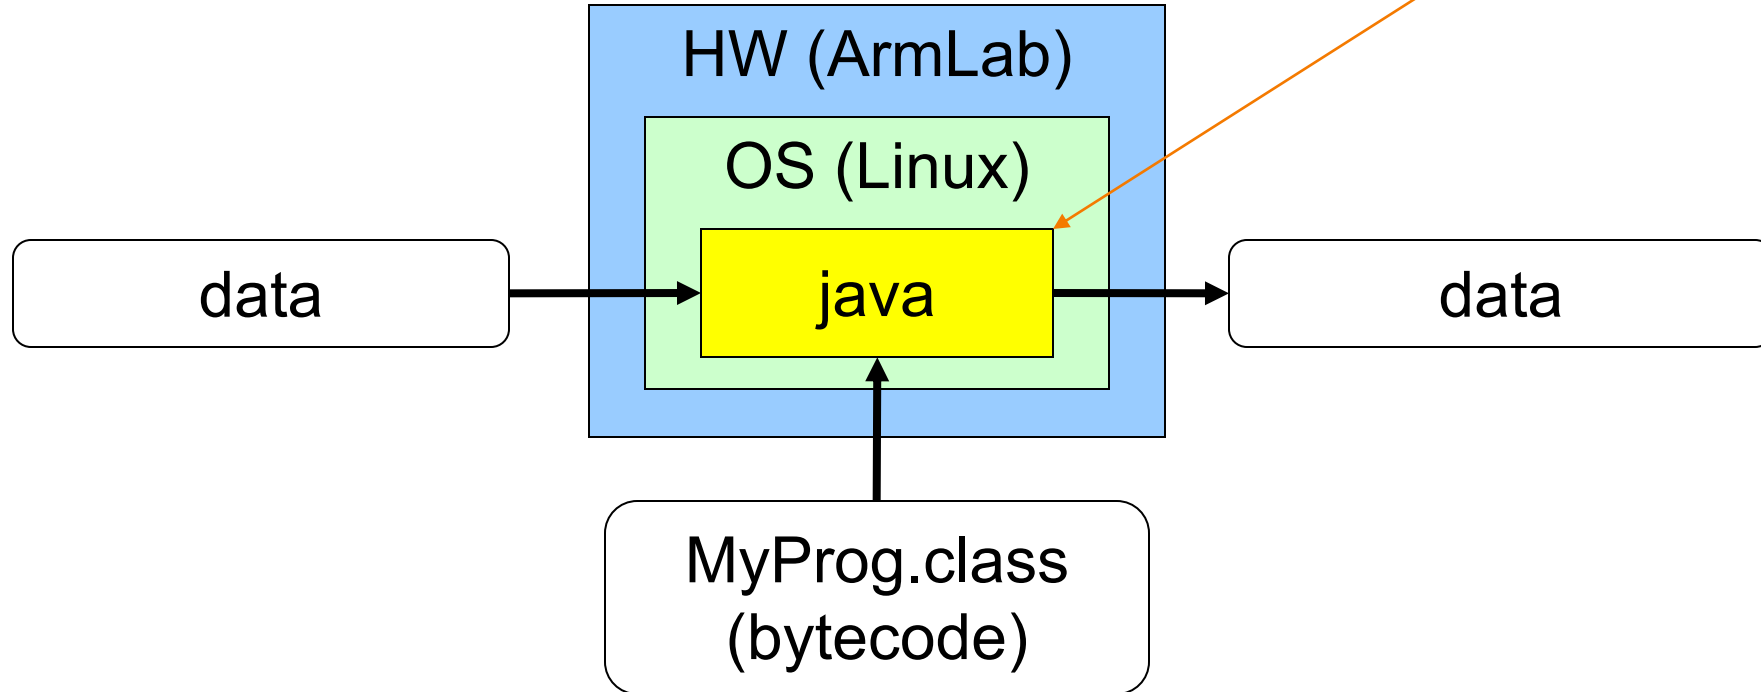 HW (ArmLab)
OS (Linux)
data
java
data
MyProg.class
(bytecode)